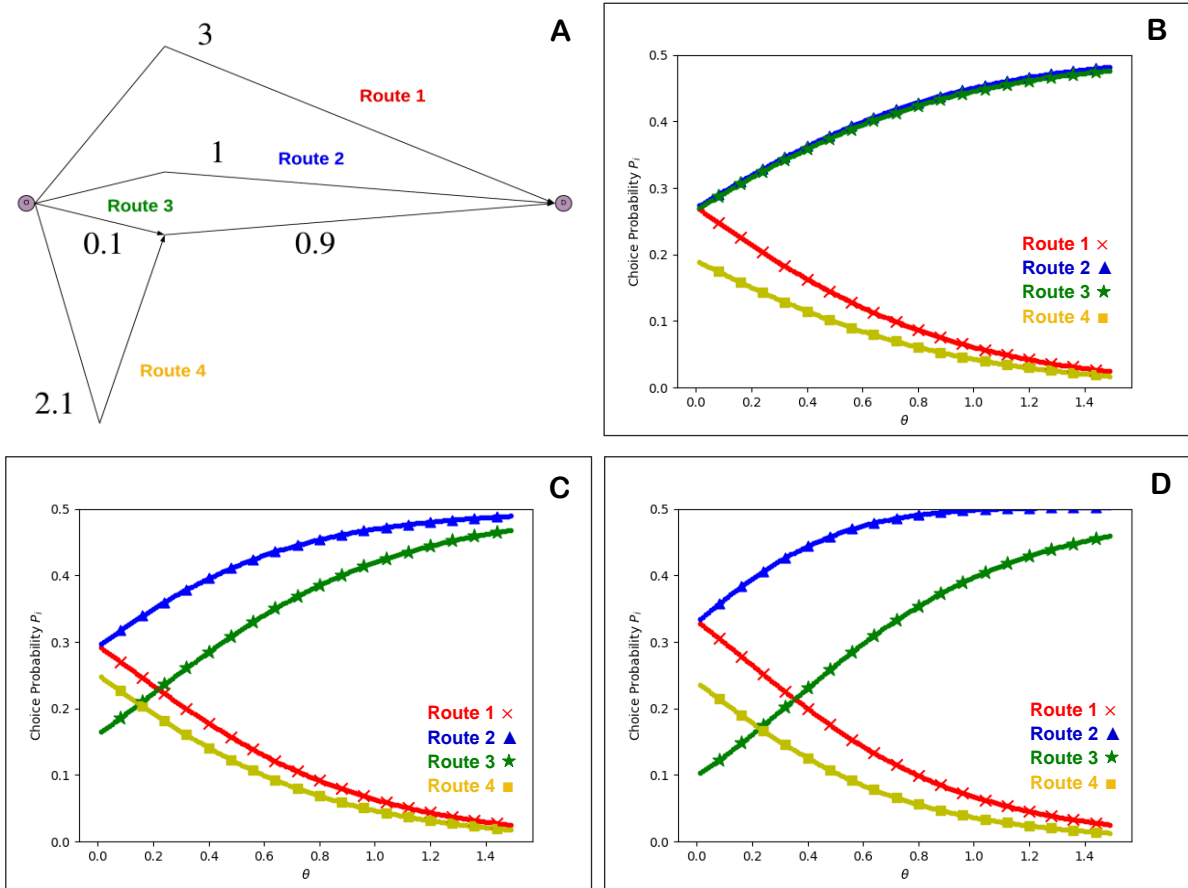 A
3
Route 1
1
Route 2
O
D
Route 3
0.1
0.9
Route 4
2.1
B
0.5
0.4
0.3
0.2
0.1
0.0
Choice Probability Pᵢ
Route 1 ×
Route 2 ▲
Route 3 ★
Route 4 ■
0.0 0.2 0.4 0.6 0.8 1.0 1.2 1.4
θ
C
0.5
0.4
0.3
0.2
0.1
0.0
Choice Probability Pᵢ
Route 1 ×
Route 2 ▲
Route 3 ★
Route 4 ■
0.0 0.2 0.4 0.6 0.8 1.0 1.2 1.4
θ
D
0.5
0.4
0.3
0.2
0.1
0.0
Choice Probability Pᵢ
Route 1 ×
Route 2 ▲
Route 3 ★
Route 4 ■
0.0 0.2 0.4 0.6 0.8 1.0 1.2 1.4
θ